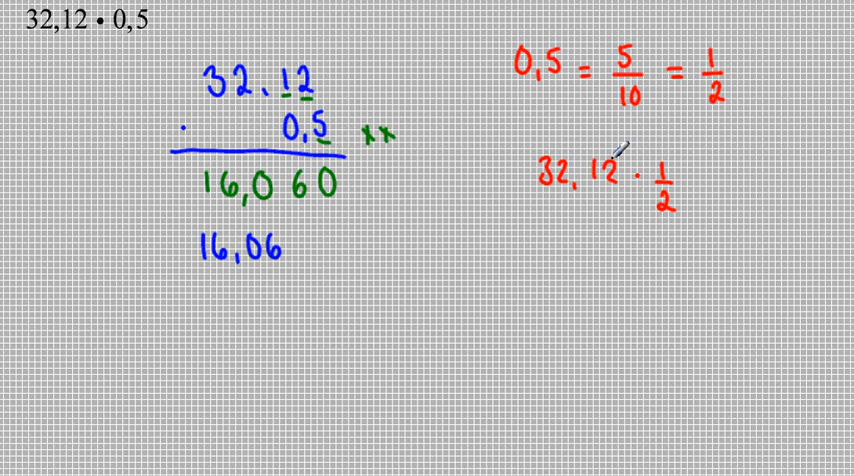 32,12 • 0,5
32.12
· 0,5 xx
16,060
16,06
0,5 = 5/10 = 1/2
32,12 · 1/2